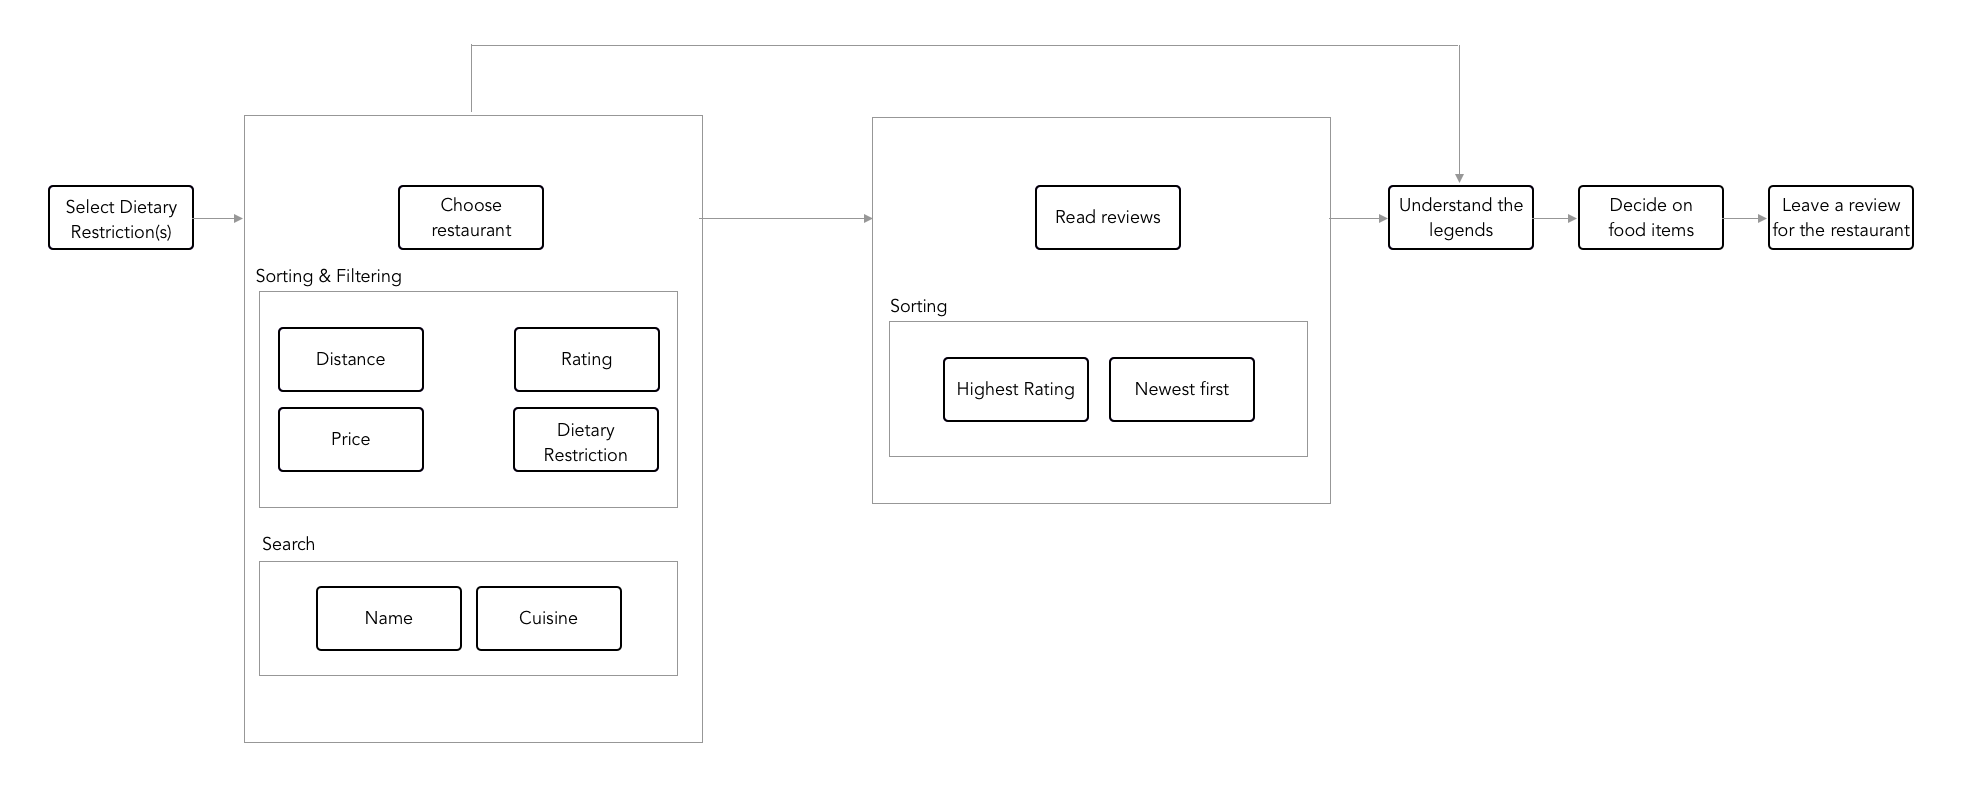 Select Dietary
Restriction(s)
Choose
restaurant
Sorting & Filtering
Distance
Rating
Price
Dietary
Restriction
Search
Name
Cuisine
Read reviews
Sorting
Highest Rating
Newest first
Understand the
legends
Decide on
food items
Leave a review
for the restaurant